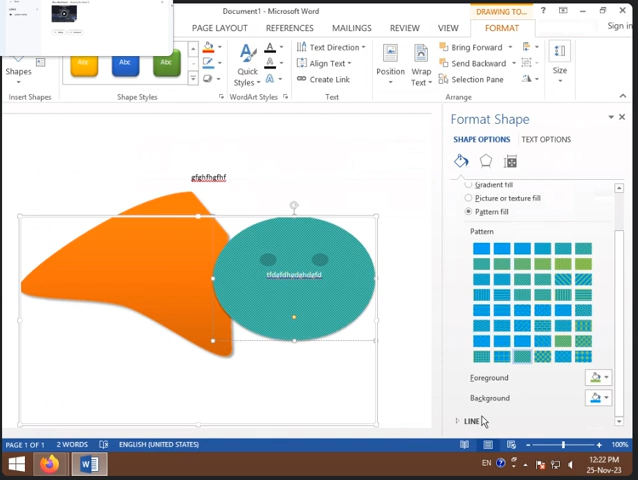 Document1 - Microsoft Word
DRAWING TO...
Sign in
PAGE LAYOUT REFERENCES MAILINGS REVIEW VIEW FORMAT
Shapes
Abc Abc Abc
Quick Styles
Text Direction
Align Text
Create Link
Position
Wrap Text
Bring Forward
Send Backward
Selection Pane
Size
Insert Shapes Shape Styles WordArt Styles Text Arrange
Format Shape
SHAPE OPTIONS TEXT OPTIONS
Gradient fill
Picture or texture fill
Pattern fill
Pattern
Foreground
Background
LINE
gfghfhgfhf
PAGE 1 OF 1 2 WORDS ENGLISH (UNITED STATES) 100%
EN
12:22 PM
25-Nov-23